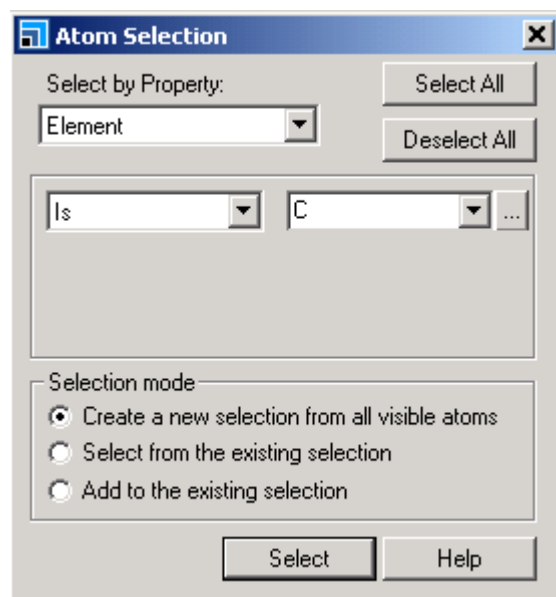 Atom Selection
Select by Property:
Select All
Element
Deselect All
Is
C
...
Selection mode
Create a new selection from all visible atoms
Select from the existing selection
Add to the existing selection
Select
Help